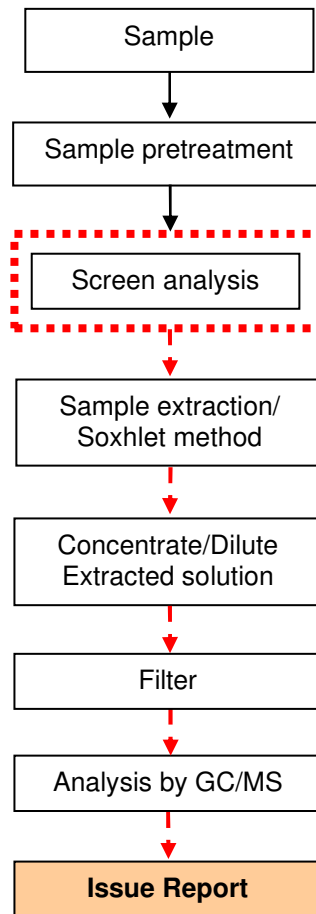 Sample
Sample pretreatment
Screen analysis
Sample extraction/
Soxhlet method
Concentrate/Dilute
Extracted solution
Filter
Analysis by GC/MS
Issue Report